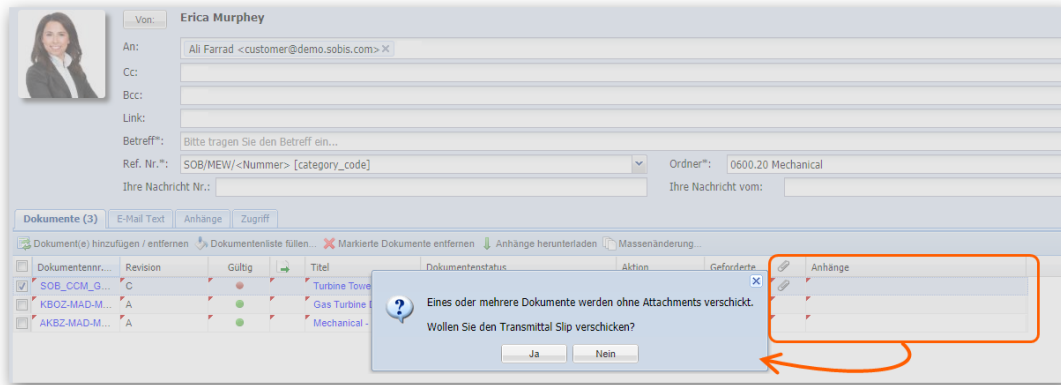 Von: Erica Murphey
An: Ali Farrad <customer@demo.sobis.com>
Cc:
Bcc:
Link:
Betreff*: Bitte tragen Sie den Betreff ein...
Ref. Nr.*: SOB/MEW/<Nummer> [category_code] Ordner*: 0600.20 Mechanical
Ihre Nachricht Nr.: Ihre Nachricht vom:
Dokumente (3) E-Mail Text Anhänge Zugriff
Dokument(e) hinzufügen / entfernen Dokumentenliste füllen... Markierte Dokumente entfernen Anhänge herunterladen Massenänderung...
Dokumentennr.... Revision Gültig Titel Dokumentenstatus Aktion Geforderte Anhänge
SOB_CCM_G... C Turbine Towe
KBOZ-MAD-M... A Gas Turbine
AKBZ-MAD-M... A Mechanical -
Eines oder mehrere Dokumente werden ohne Attachments verschickt.
Wollen Sie den Transmittal Slip verschicken?
Ja Nein